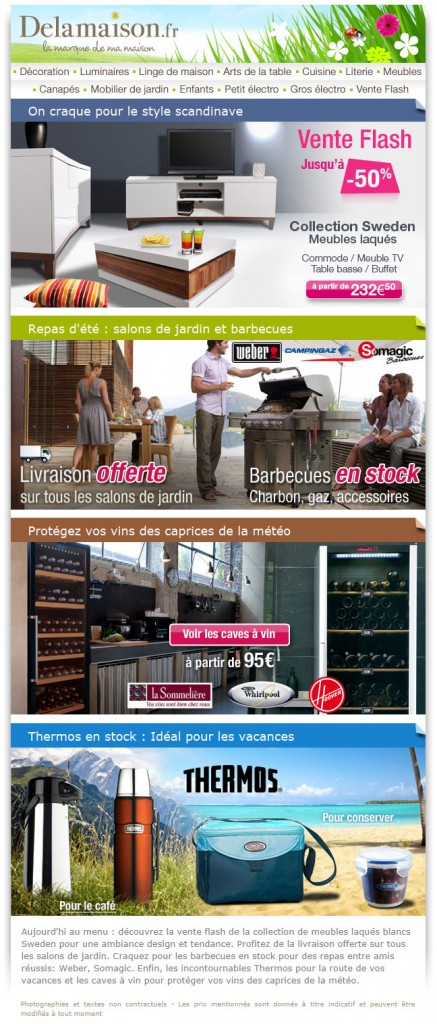 Delamaison.fr
la marque de ma maison
• Décoration • Luminaires • Linge de maison • Arts de la table • Cuisine • Literie • Meubles
• Canapés • Mobilier de jardin • Enfants • Petit électro • Gros électro • Vente Flash
On craque pour le style scandinave
Vente Flash
Jusqu'à
-50%
Collection Sweden
Meubles laqués
Commode / Meuble TV
Table basse / Buffet
à partir de 232€50
Repas d'été : salons de jardin et barbecues
weber CAMPINGAZ Somagic
Barbecues
Livraison offerte
sur tous les salons de jardin
Barbecues en stock
Charbon, gaz, accessoires
Protégez vos vins des caprices de la météo
Voir les caves à vin
à partir de 95€
la Sommelière
Vos vins sont bien chez vous
Whirlpool
HOOVER
Thermos en stock : Idéal pour les vacances
THERMOS
Pour conserver
Pour le café
Aujourd'hi au menu : découvrez la vente flash de la collection de meubles laqués blancs
Sweden pour une ambiance design et tendance. Profitez de la livraison offerte sur tous
les salons de jardin. Craquez pour les barbecues en stock pour des repas entre amis
réussis: Weber, Somagic. Enfin, les incontournables Thermos pour la route de vos
vacances et les caves à vin pour protéger vos vins des caprices de la météo.
Photographies et textes non contractuels - Les prix mentionnés sont donnés à titre indicatif et peuvent être
modifiés à tout moment